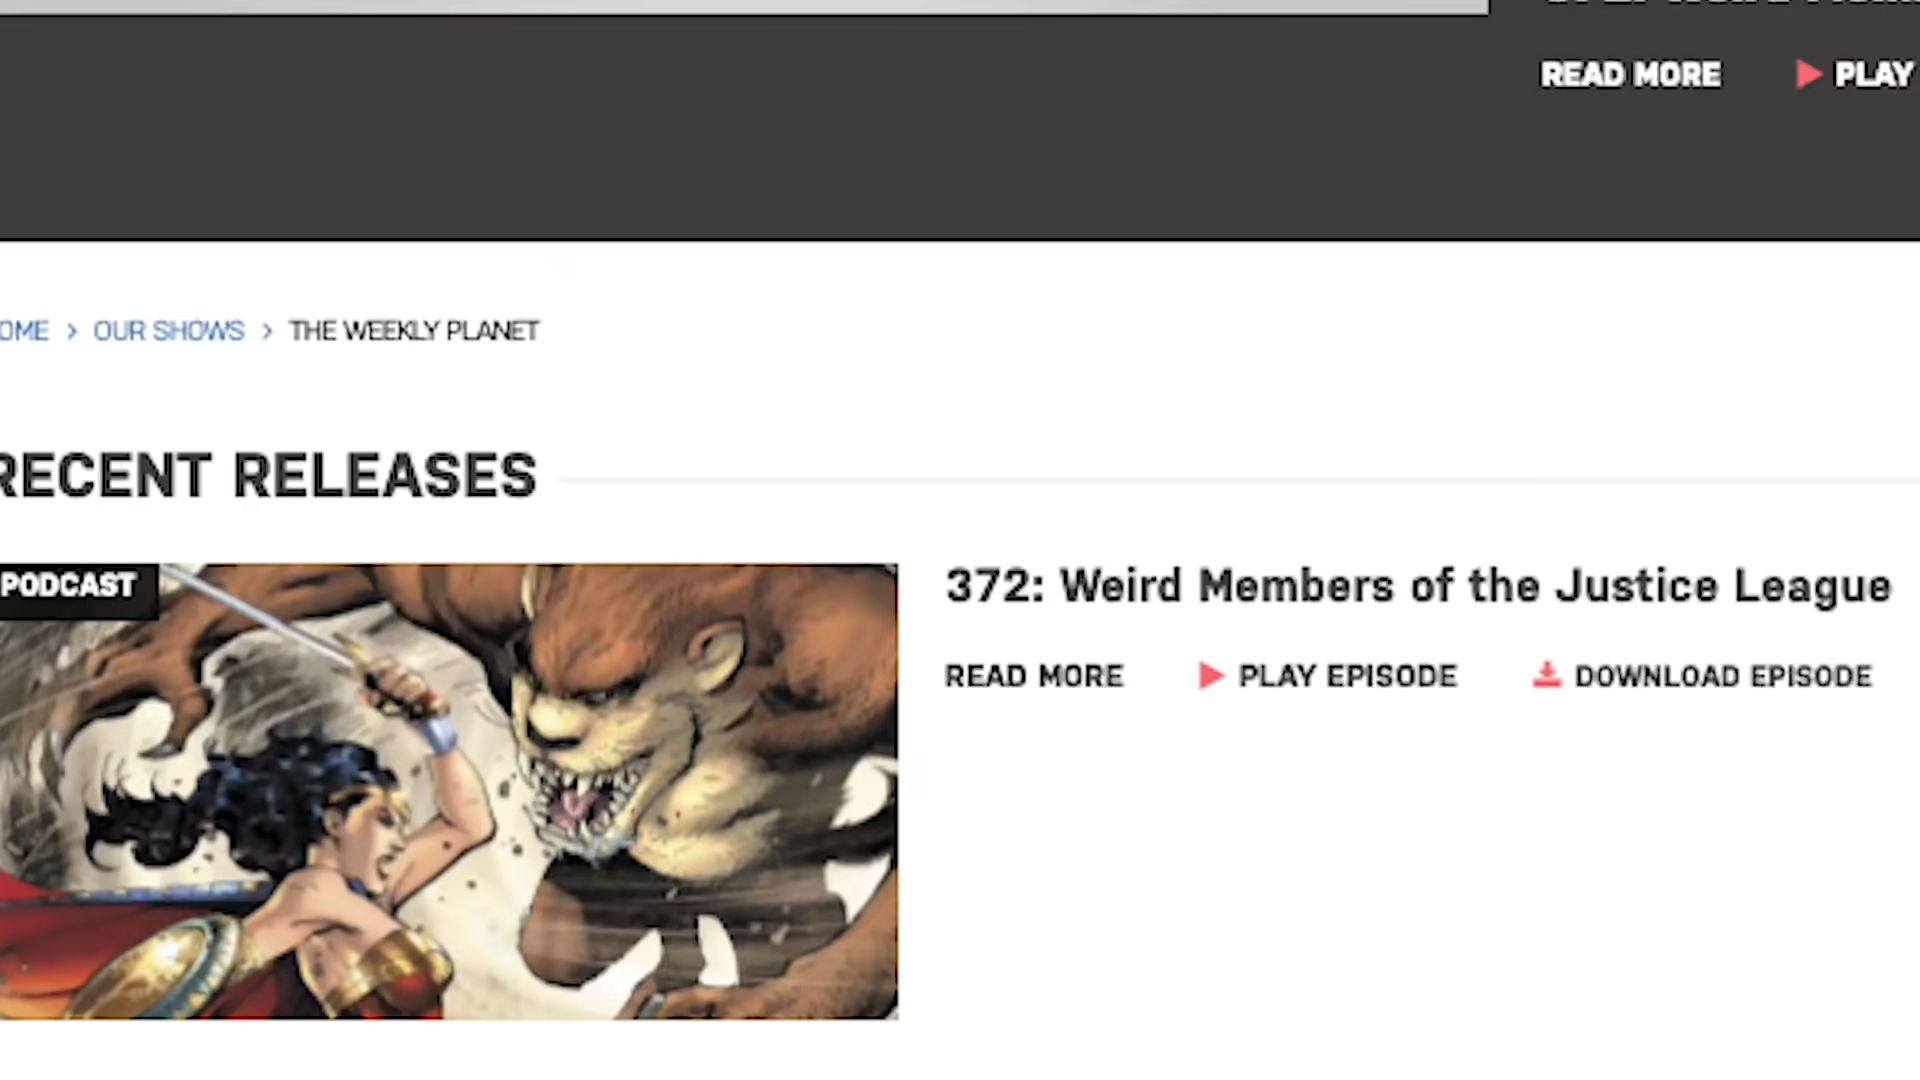 READ MORE
PLAY
OME > OUR SHOWS > THE WEEKLY PLANET
RECENT RELEASES
PODCAST
372: Weird Members of the Justice League
READ MORE
PLAY EPISODE
DOWNLOAD EPISODE